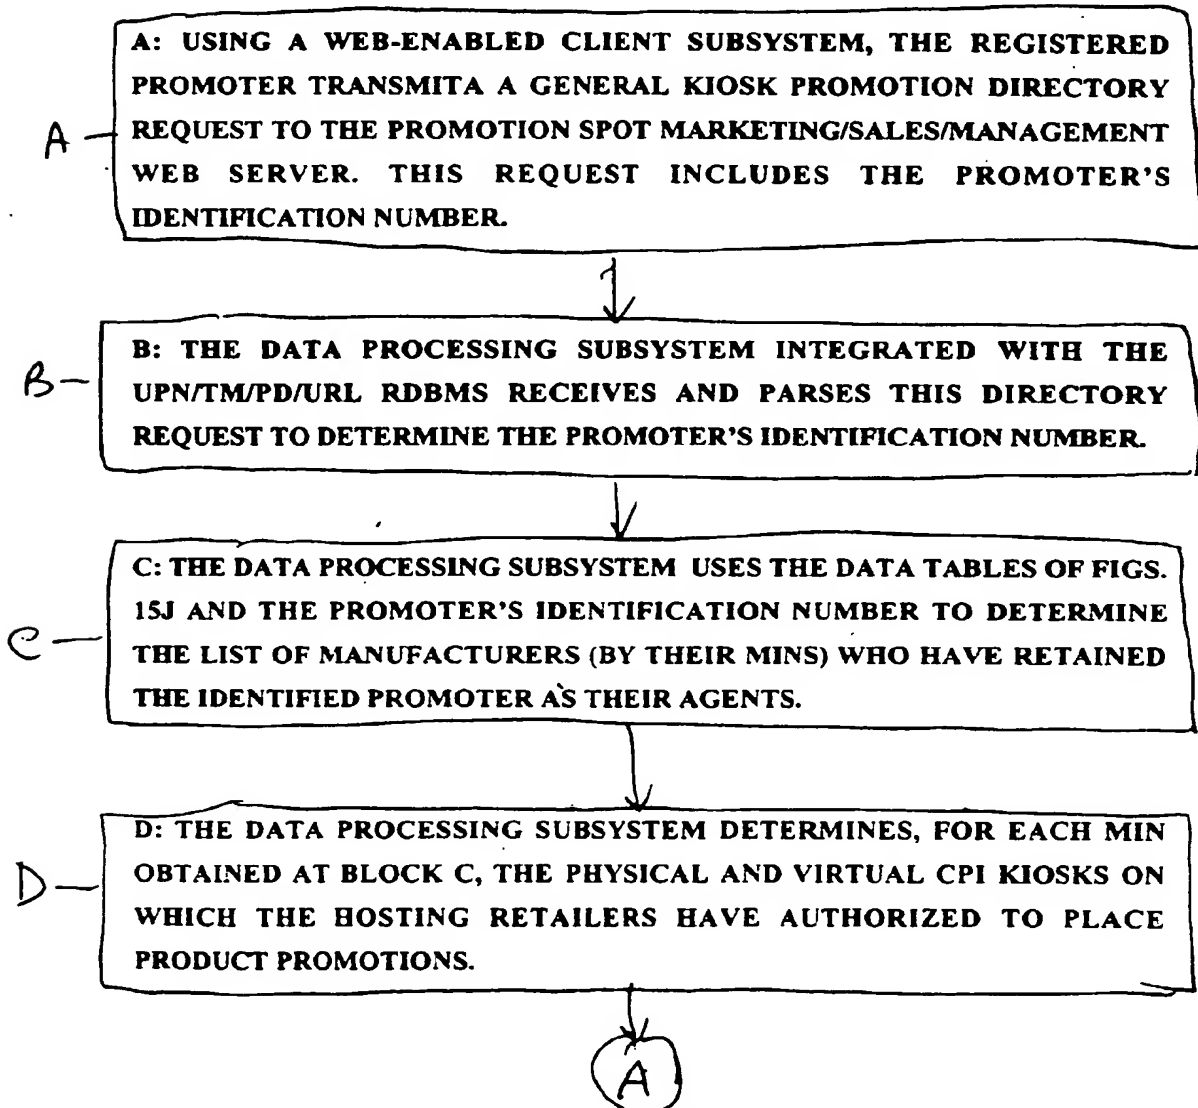 A: USING A WEB-ENABLED CLIENT SUBSYSTEM, THE REGISTERED
PROMOTER TRANSMITA A GENERAL KIOSK PROMOTION DIRECTORY
A
REQUEST TO THE PROMOTION SPOT MARKETING/SALES/MANAGEMENT
WEB SERVER. THIS REQUEST INCLUDES THE PROMOTER'S
IDENTIFICATION NUMBER.
B: THE DATA PROCESSING SUBSYSTEM INTEGRATED WITH THE
B
UPN/TM/PD/URL RDBMS RECEIVES AND PARSES THIS DIRECTORY
REQUEST TO DETERMINE THE PROMOTER'S IDENTIFICATION NUMBER.
C: THE DATA PROCESSING SUBSYSTEM USES THE DATA TABLES OF FIGS.
15J AND THE PROMOTER'S IDENTIFICATION NUMBER TO DETERMINE
C
THE LIST OF MANUFACTURERS (BY THEIR MINS) WHO HAVE RETAINED
THE IDENTIFIED PROMOTER AS THEIR AGENTS.
D: THE DATA PROCESSING SUBSYSTEM DETERMINES, FOR EACH MIN
D
OBTAINED AT BLOCK C, THE PHYSICAL AND VIRTUAL CPI KIOSKS ON
WHICH THE HOSTING RETAILERS HAVE AUTHORIZED TO PLACE
PRODUCT PROMOTIONS.
A